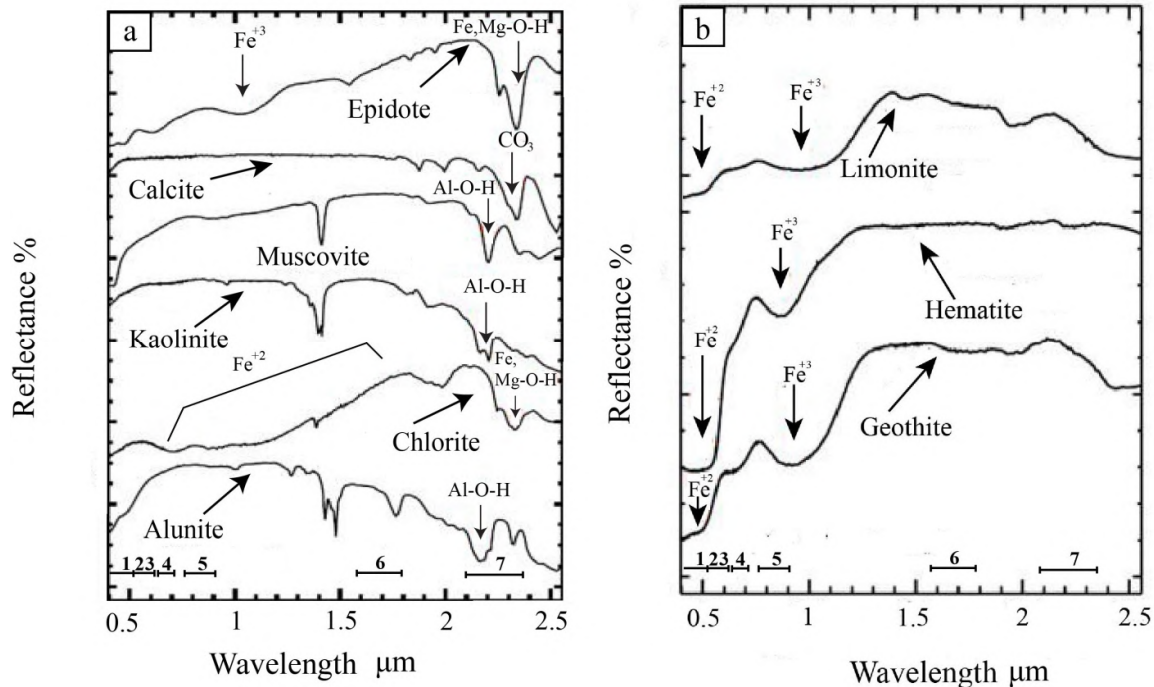 a
Fe+3
Fe,Mg-O-H
Epidote
CO3
Calcite
Al-O-H
Muscovite
Al-O-H
Kaolinite
Fe+2
Fe,
Mg-O-H
Chlorite
Al-O-H
Alunite
1 2 3 4 5 6 7
0.5 1 1.5 2 2.5
Wavelength μm
Reflectance %
b
Fe+2
Fe+3
Limonite
Fe+3
Hematite
Fe+2
Fe+3
Geothite
Fe+2
1 2 3 4 5 6 7
0.5 1 1.5 2 2.5
Wavelength μm
Reflectance %